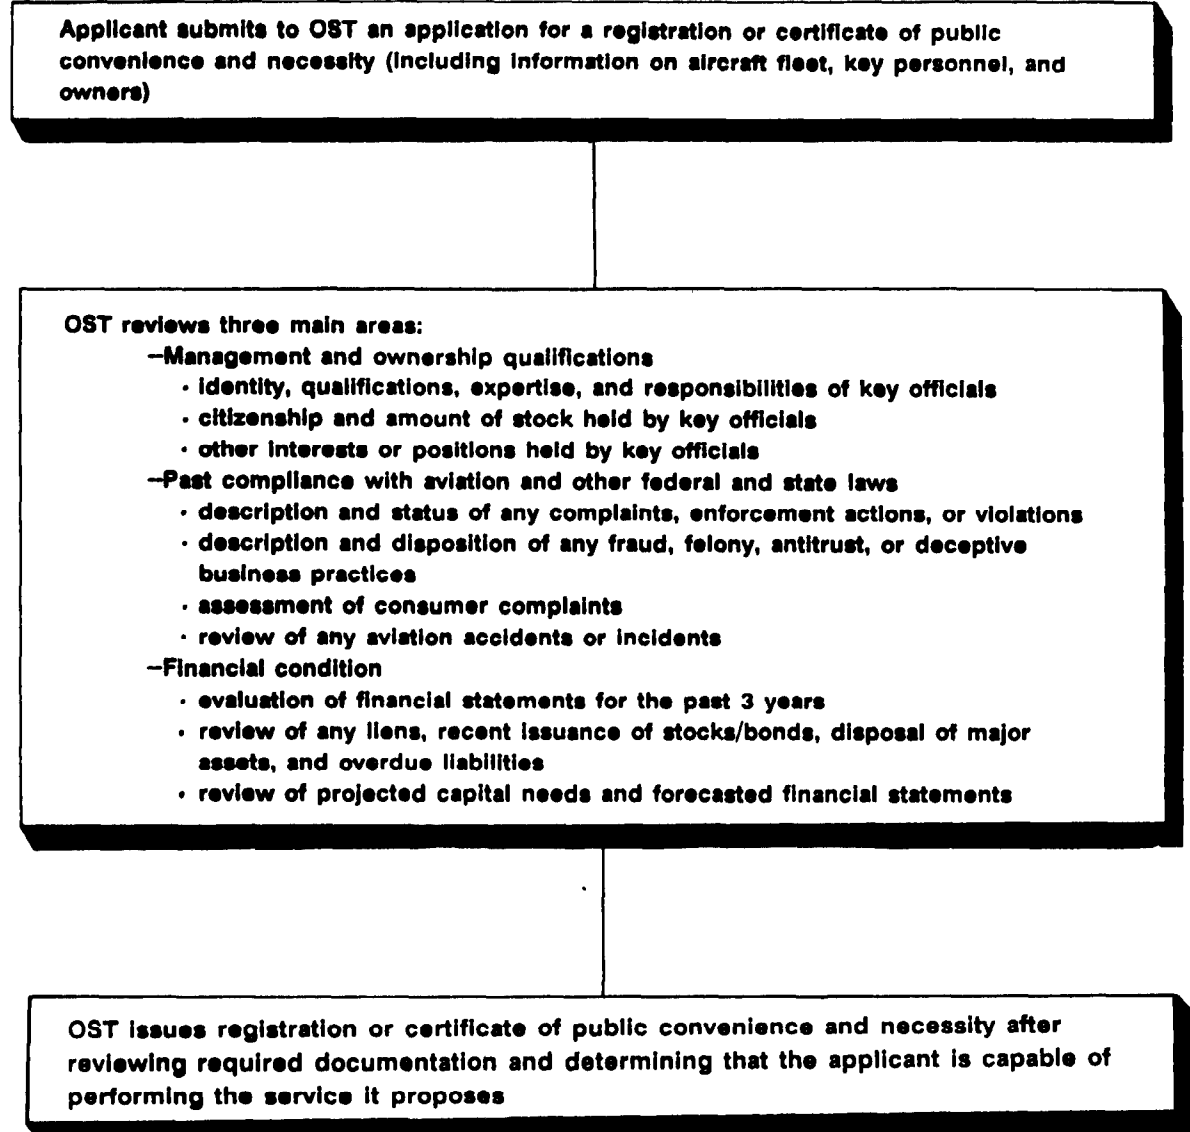 Applicant submits to OST an application for a registration or certificate of public
convenience and necessity (including information on aircraft fleet, key personnel, and
owners)
OST reviews three main areas:
—Management and ownership qualifications
· identity, qualifications, expertise, and responsibilities of key officials
· citizenship and amount of stock held by key officials
· other interests or positions held by key officials
—Past compliance with aviation and other federal and state laws
· description and status of any complaints, enforcement actions, or violations
· description and disposition of any fraud, felony, antitrust, or deceptive
business practices
· assessment of consumer complaints
· review of any aviation accidents or incidents
—Financial condition
· evaluation of financial statements for the past 3 years
· review of any liens, recent issuance of stocks/bonds, disposal of major
assets, and overdue liabilities
· review of projected capital needs and forecasted financial statements
OST issues registration or certificate of public convenience and necessity after
reviewing required documentation and determining that the applicant is capable of
performing the service it proposes